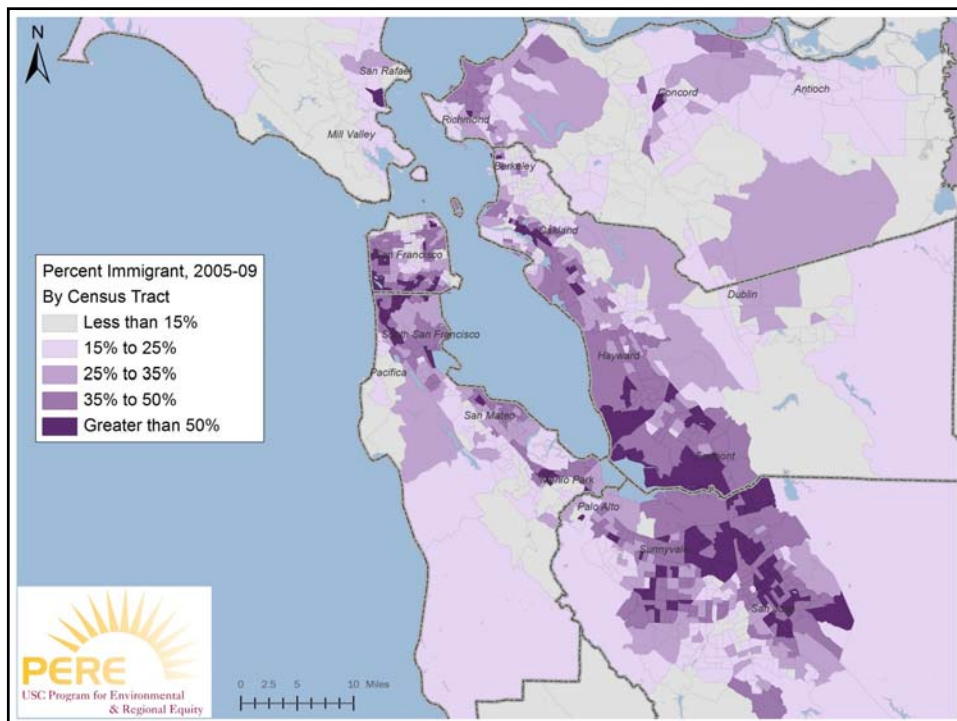 N
San Rafael
Concord
Antioch
Richmond
Mill Valley
Berkeley
Oakland
San Francisco
Dublin
South San Francisco
Hayward
Pacifica
San Mateo
Fremont
Menlo Park
Palo Alto
Sunnyvale
San Jose
Percent Immigrant, 2005-09
By Census Tract
Less than 15%
15% to 25%
25% to 35%
35% to 50%
Greater than 50%
PERE
USC Program for Environmental
& Regional Equity
0 2.5 5 10 Miles